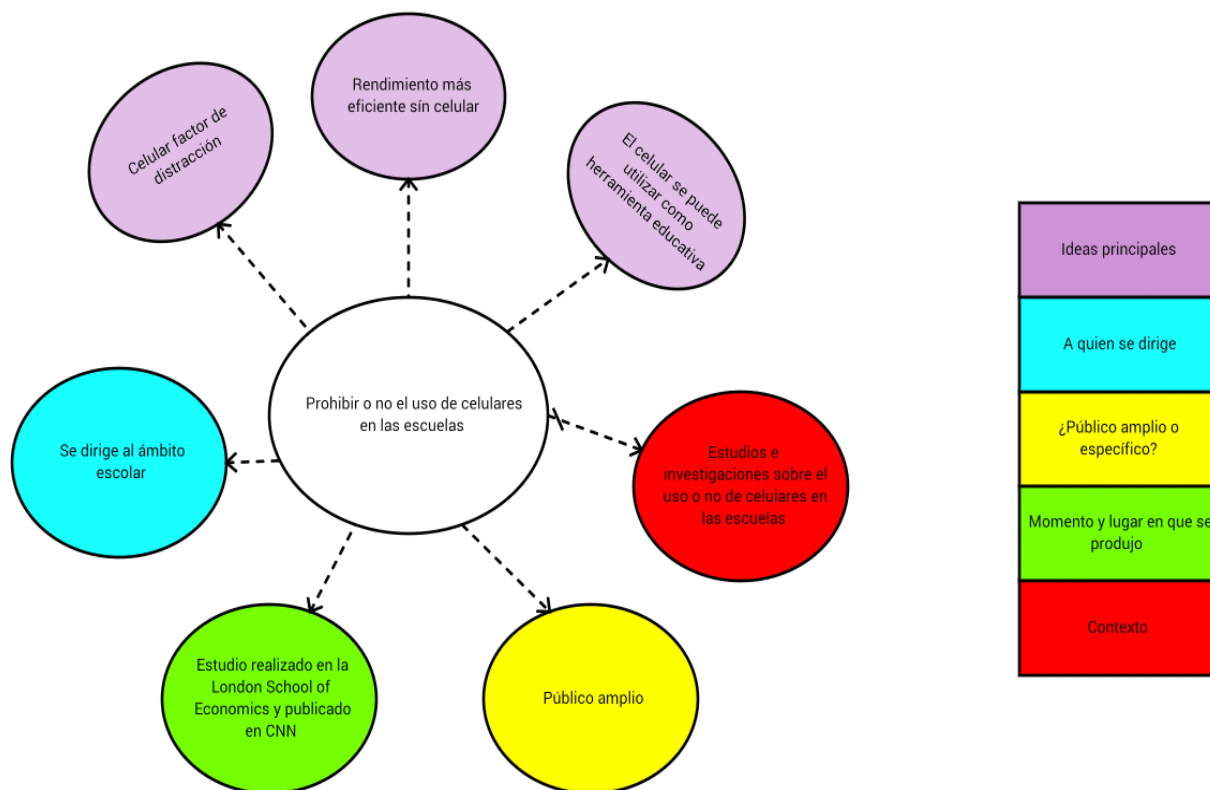 Rendimiento más
eficiente sín celular
Celular factor de
distracción
El celular se puede
utilizar como
herramienta educativa
Prohibir o no el uso de celulares
en las escuelas
Se dirige al ámbito
escolar
Estudios e
investigaciones sobre el
uso o no de celulares en
las escuelas
Estudio realizado en la
London School of
Economics y publicado
en CNN
Público amplio
Ideas principales
A quien se dirige
¿Público amplio o
específico?
Momento y lugar en que se
produjo
Contexto